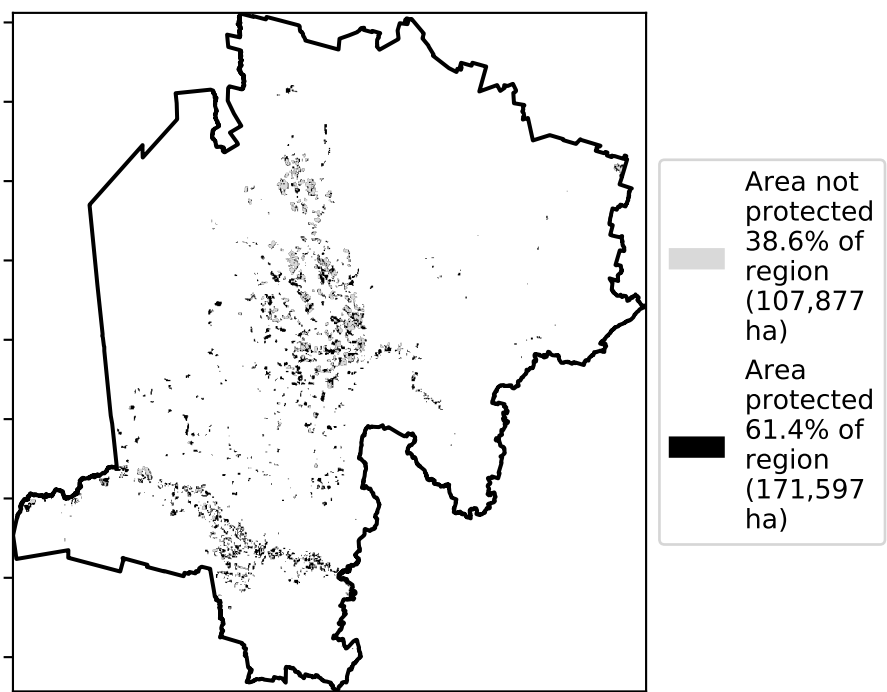 Area not
protected
38.6% of
region
(107,877
ha)
Area
protected
61.4% of
region
(171,597
ha)